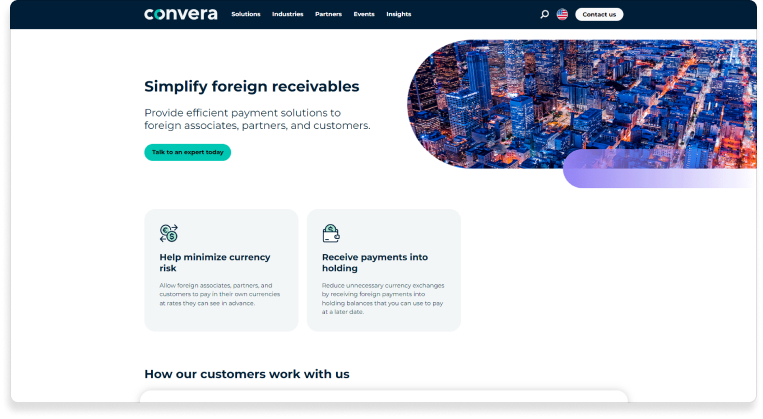 convera
Solutions
Industries
Partners
Events
Insights
Contact us
Simplify foreign receivables
Provide efficient payment solutions to
foreign associates, partners, and customers.
Talk to an expert today
Help minimize currency
risk
Allow foreign associates, partners, and
customers to pay in their own currencies
at rates they can see in advance.
Receive payments into
holding
Reduce unnecessary currency exchanges
by receiving foreign payments into
holding balances that you can use to pay
at a later date.
How our customers work with us